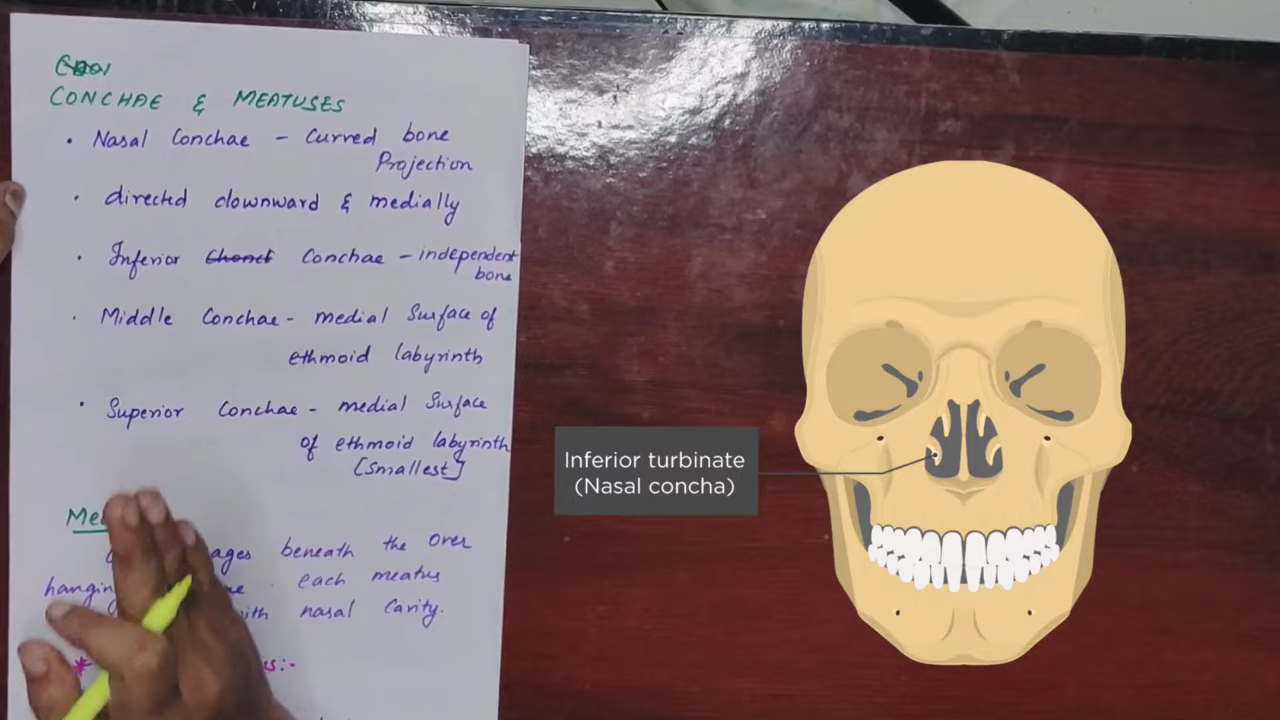 CONCHAE & MEATUSES
• Nasal Conchae - Curved bone
Projection
• directed downward & medially
• Inferior Conchae - independent
bone
• Middle Conchae - medial Surface of
ethmoid labyrinth
• Superior Conchae - medial Surface
of ethmoid labyrinth
[Smallest]
beneath the over
each meatus
with nasal Cavity.
Inferior turbinate
(Nasal concha)